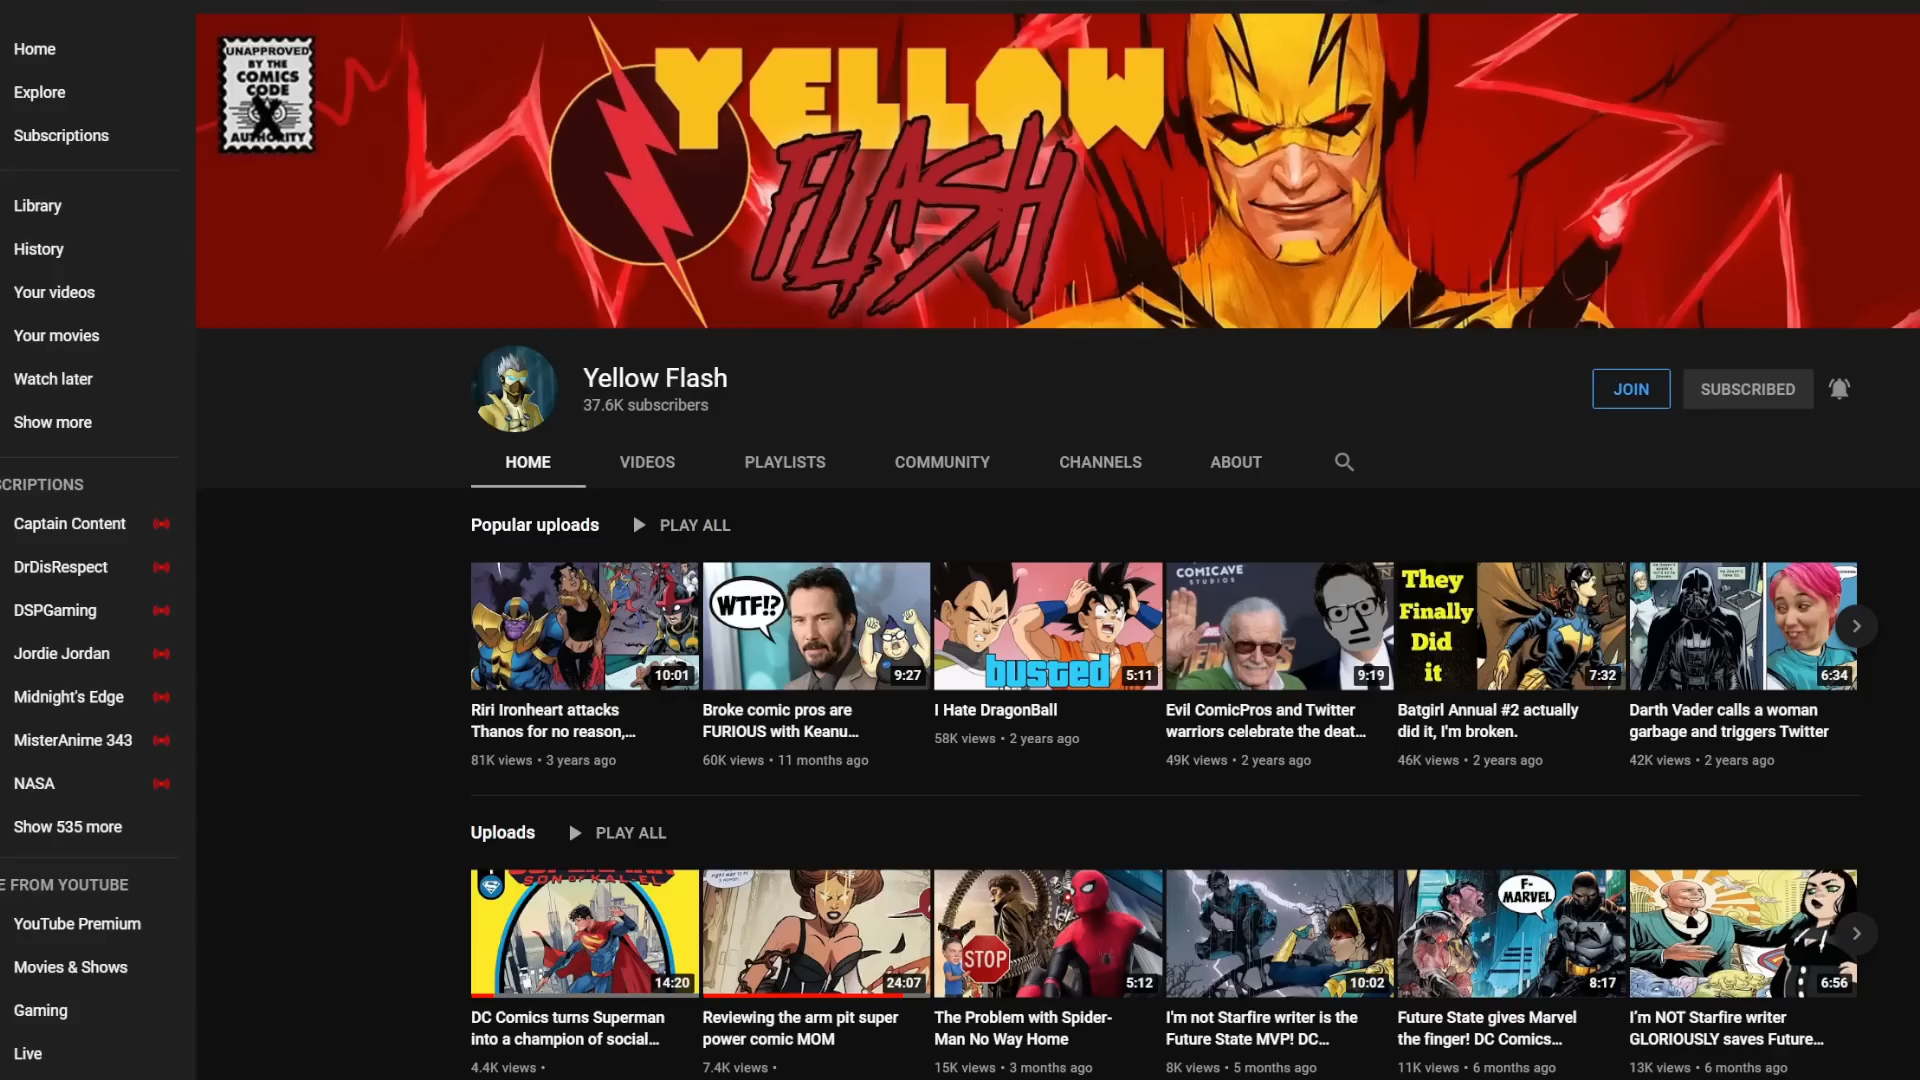 Home
Explore
Subscriptions
Library
History
Your videos
Your movies
Watch later
Show more
SCRIPTIONS
Captain Content
DrDisRespect
DSPGaming
Jordie Jordan
Midnight's Edge
MisterAnime 343
NASA
Show 535 more
E FROM YOUTUBE
YouTube Premium
Movies & Shows
Gaming
Live
UNAPPROVED
BY THE
COMICS
CODE
AUTHORITY
YELLOW
FLASH
Yellow Flash
37.6K subscribers
JOIN
SUBSCRIBED
HOME
VIDEOS
PLAYLISTS
COMMUNITY
CHANNELS
ABOUT
Popular uploads
PLAY ALL
10:01
Riri Ironheart attacks
Thanos for no reason,...
81K views • 3 years ago
WTF!?
9:27
Broke comic pros are
FURIOUS with Keanu...
60K views • 11 months ago
busted
5:11
I Hate DragonBall
58K views • 2 years ago
COMICAVE
STUDIOS
9:19
Evil ComicPros and Twitter
warriors celebrate the deat...
49K views • 2 years ago
They
Finally
Did
it
7:32
Batgirl Annual #2 actually
did it, I'm broken.
46K views • 2 years ago
6:34
Darth Vader calls a woman
garbage and triggers Twitter
42K views • 2 years ago
Uploads
PLAY ALL
SON OF KAL-EL
14:20
DC Comics turns Superman
into a champion of social...
4.4K views •
24:07
Reviewing the arm pit super
power comic MOM
7.4K views •
STOP
5:12
The Problem with Spider-
Man No Way Home
15K views • 3 months ago
10:02
I'm not Starfire writer is the
Future State MVP! DC...
8K views • 5 months ago
F-
MARVEL
8:17
Future State gives Marvel
the finger! DC Comics...
11K views • 6 months ago
6:56
I'm NOT Starfire writer
GLORIOUSLY saves Future...
13K views • 6 months ago